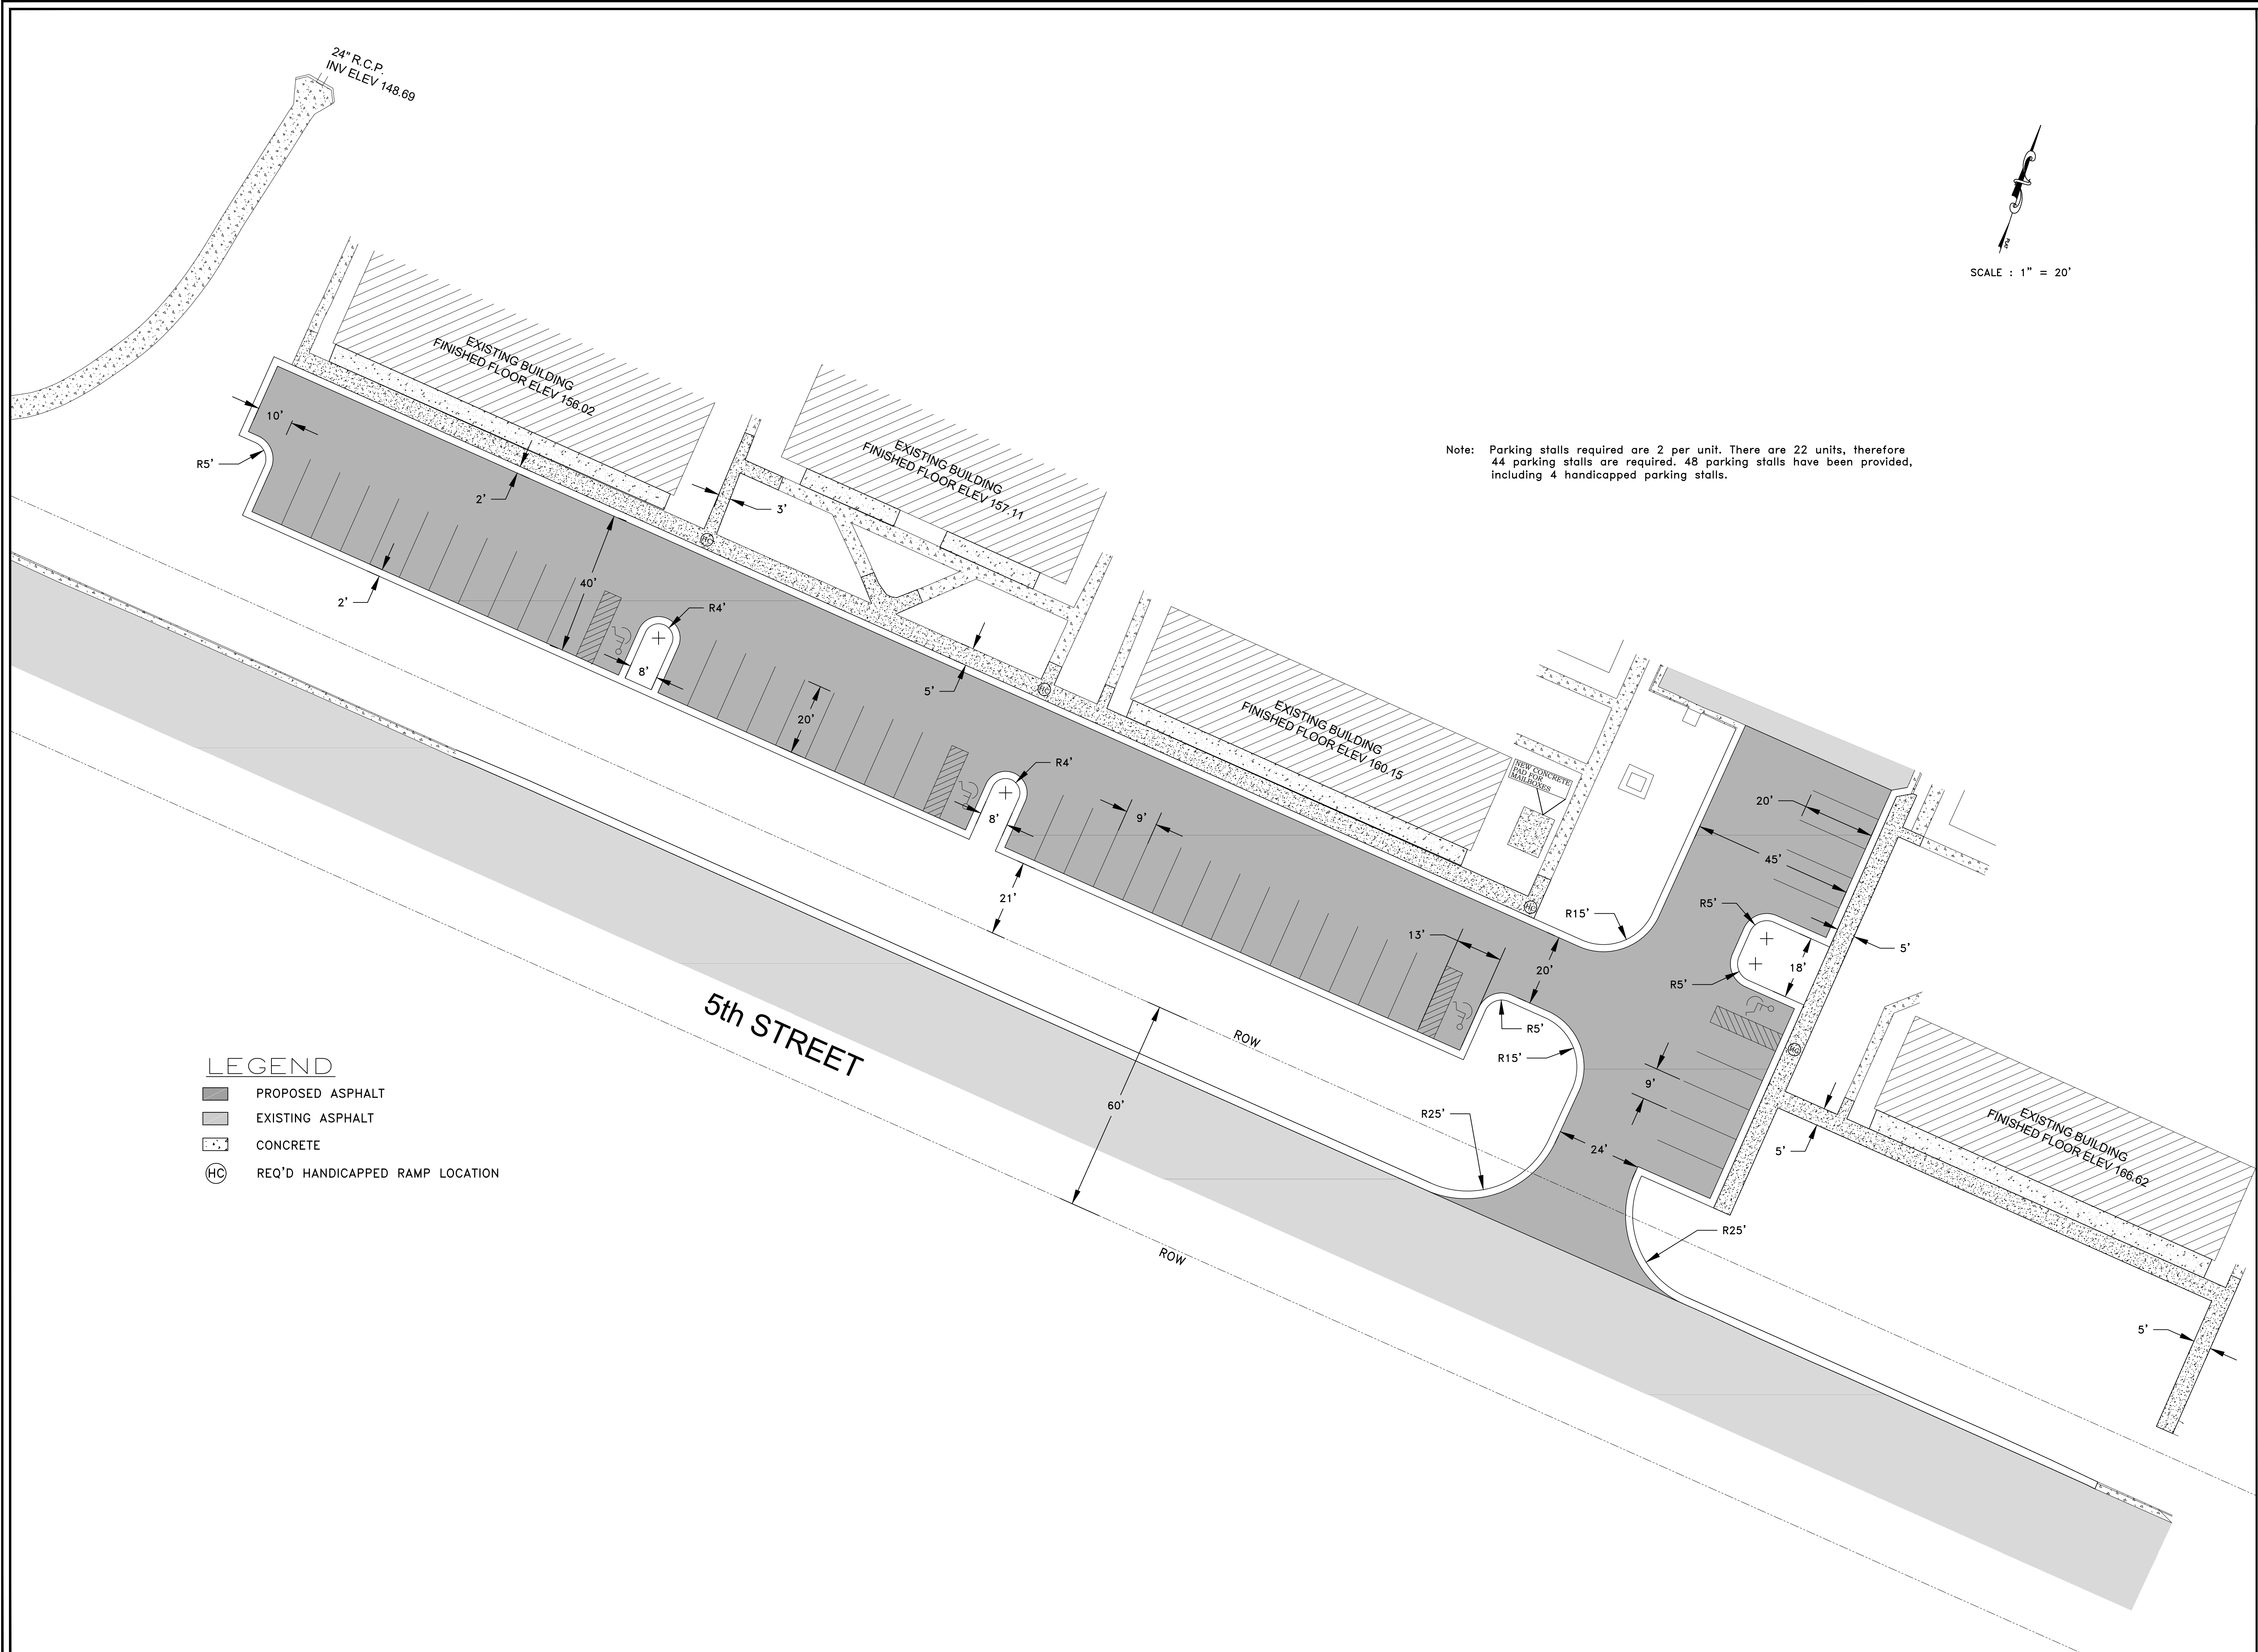 24" R.C.P.
INV ELEV 148.69
SCALE : 1" = 20'
EXISTING BUILDING
FINISHED FLOOR ELEV 156.02
EXISTING BUILDING
FINISHED FLOOR ELEV 157.11
Note: Parking stalls required are 2 per unit. There are 22 units, therefore
44 parking stalls are required. 48 parking stalls have been provided,
including 4 handicapped parking stalls.
10'
R5'
2'
3'
HC
2'
40'
R4'
8'
5'
HC
20'
EXISTING BUILDING
FINISHED FLOOR ELEV 160.15
NEW CONCRETE
PAD FOR
MAILBOXES
R4'
8'
9'
21'
HC
R15'
13'
20'
20'
45'
R5'
5'
18'
R5'
HC
R5'
R15'
9'
R25'
24'
5'
EXISTING BUILDING
FINISHED FLOOR ELEV 166.62
R25'
5'
5th STREET
ROW
60'
ROW
LEGEND
PROPOSED ASPHALT
EXISTING ASPHALT
CONCRETE
HC REQ'D HANDICAPPED RAMP LOCATION